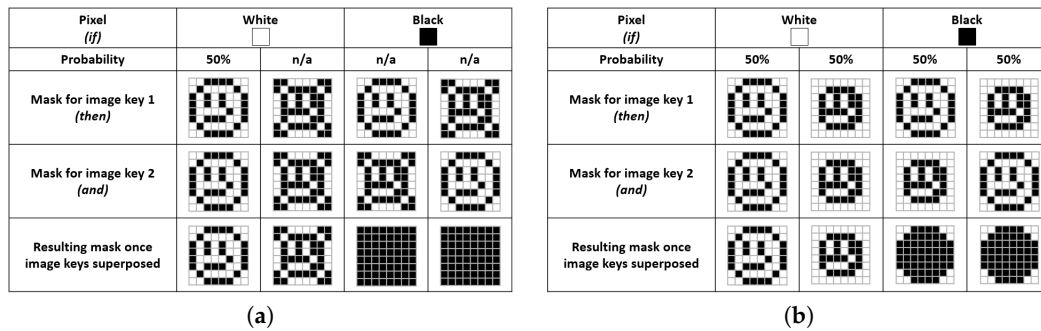 Pixel White Black
(if)
Probability 50% n/a n/a n/a
Mask for image key 1
(then)
Mask for image key 2
(and)
Resulting mask once
image keys superposed
(a)
Pixel White Black
(if)
Probability 50% 50% 50% 50%
Mask for image key 1
(then)
Mask for image key 2
(and)
Resulting mask once
image keys superposed
(b)